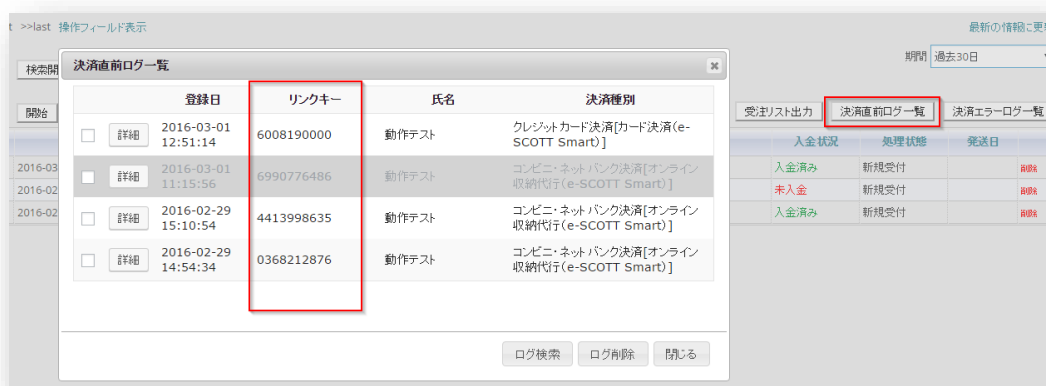 t >>last 操作フィールド表示
最新の情報に更
期間 過去30日
検索開
決済直前ログ一覧
開始
受注リスト出力 決済直前ログ一覧 決済エラーログ一覧
登録日 リンクキー 氏名 決済種別
入金状況 処理状態 発送日
詳細 2016-03-01
12:51:14 6008190000 動作テスト クレジットカード決済[カード決済(e-
SCOTT Smart)]
2016-03 入金済み 新規受付 削除
詳細 2016-03-01
11:15:56 6990776486 動作テスト コンビニ・ネットバンク決済[オンライン
収納代行(e-SCOTT Smart)]
2016-02 未入金 新規受付 削除
2016-02 入金済み 新規受付 削除
詳細 2016-02-29
15:10:54 4413998635 動作テスト コンビニ・ネットバンク決済[オンライン
収納代行(e-SCOTT Smart)]
詳細 2016-02-29
14:54:34 0368212876 動作テスト コンビニ・ネットバンク決済[オンライン
収納代行(e-SCOTT Smart)]
ログ検索 ログ削除 閉じる